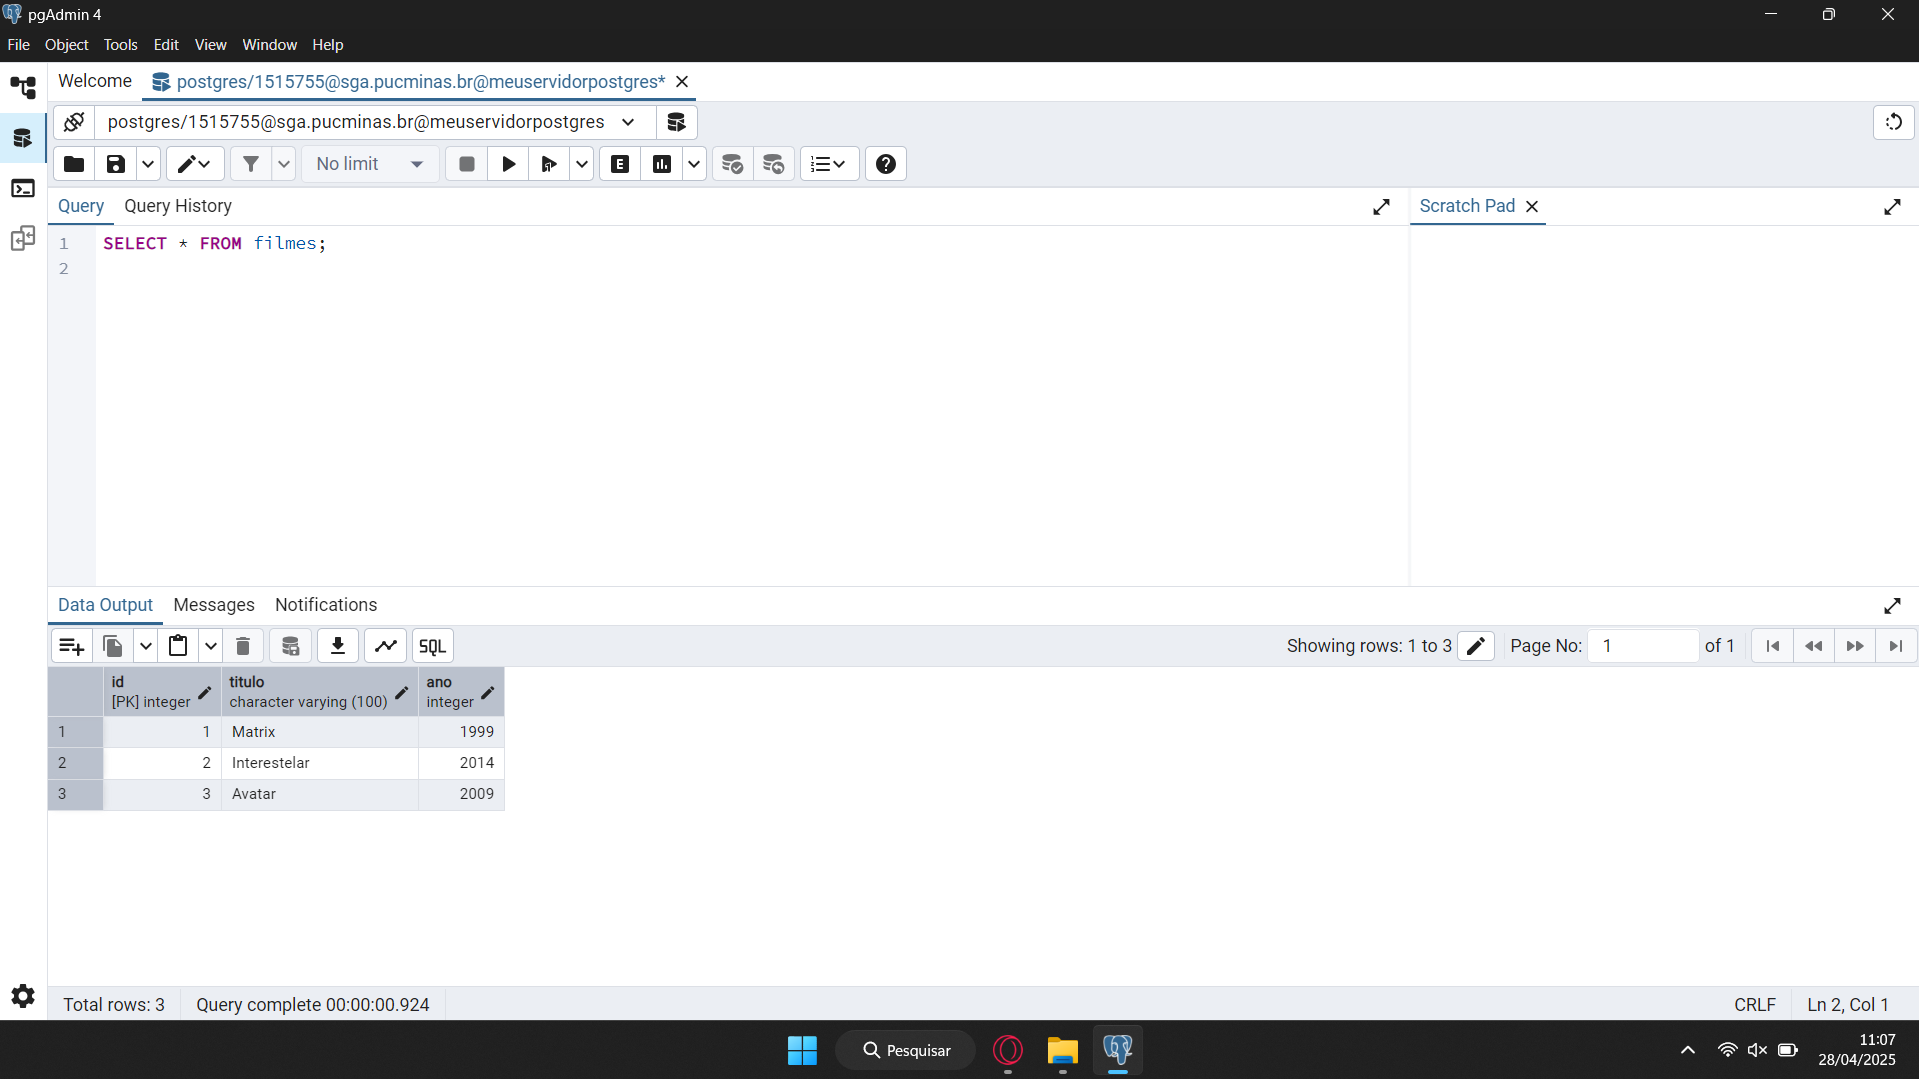 pgAdmin 4
File Object Tools Edit View Window Help
Welcome postgres/1515755@sga.pucminas.br@meuservidorpostgres*
postgres/1515755@sga.pucminas.br@meuservidorpostgres
No limit E
Query Query History Scratch Pad
1 SELECT * FROM filmes;
2
Data Output Messages Notifications
SQL Showing rows: 1 to 3 Page No: 1 of 1
id titulo ano
[PK] integer character varying (100) integer
1 1 Matrix 1999
2 2 Interestelar 2014
3 3 Avatar 2009
Total rows: 3 Query complete 00:00:00.924 CRLF Ln 2, Col 1
Pesquisar 11:07
28/04/2025